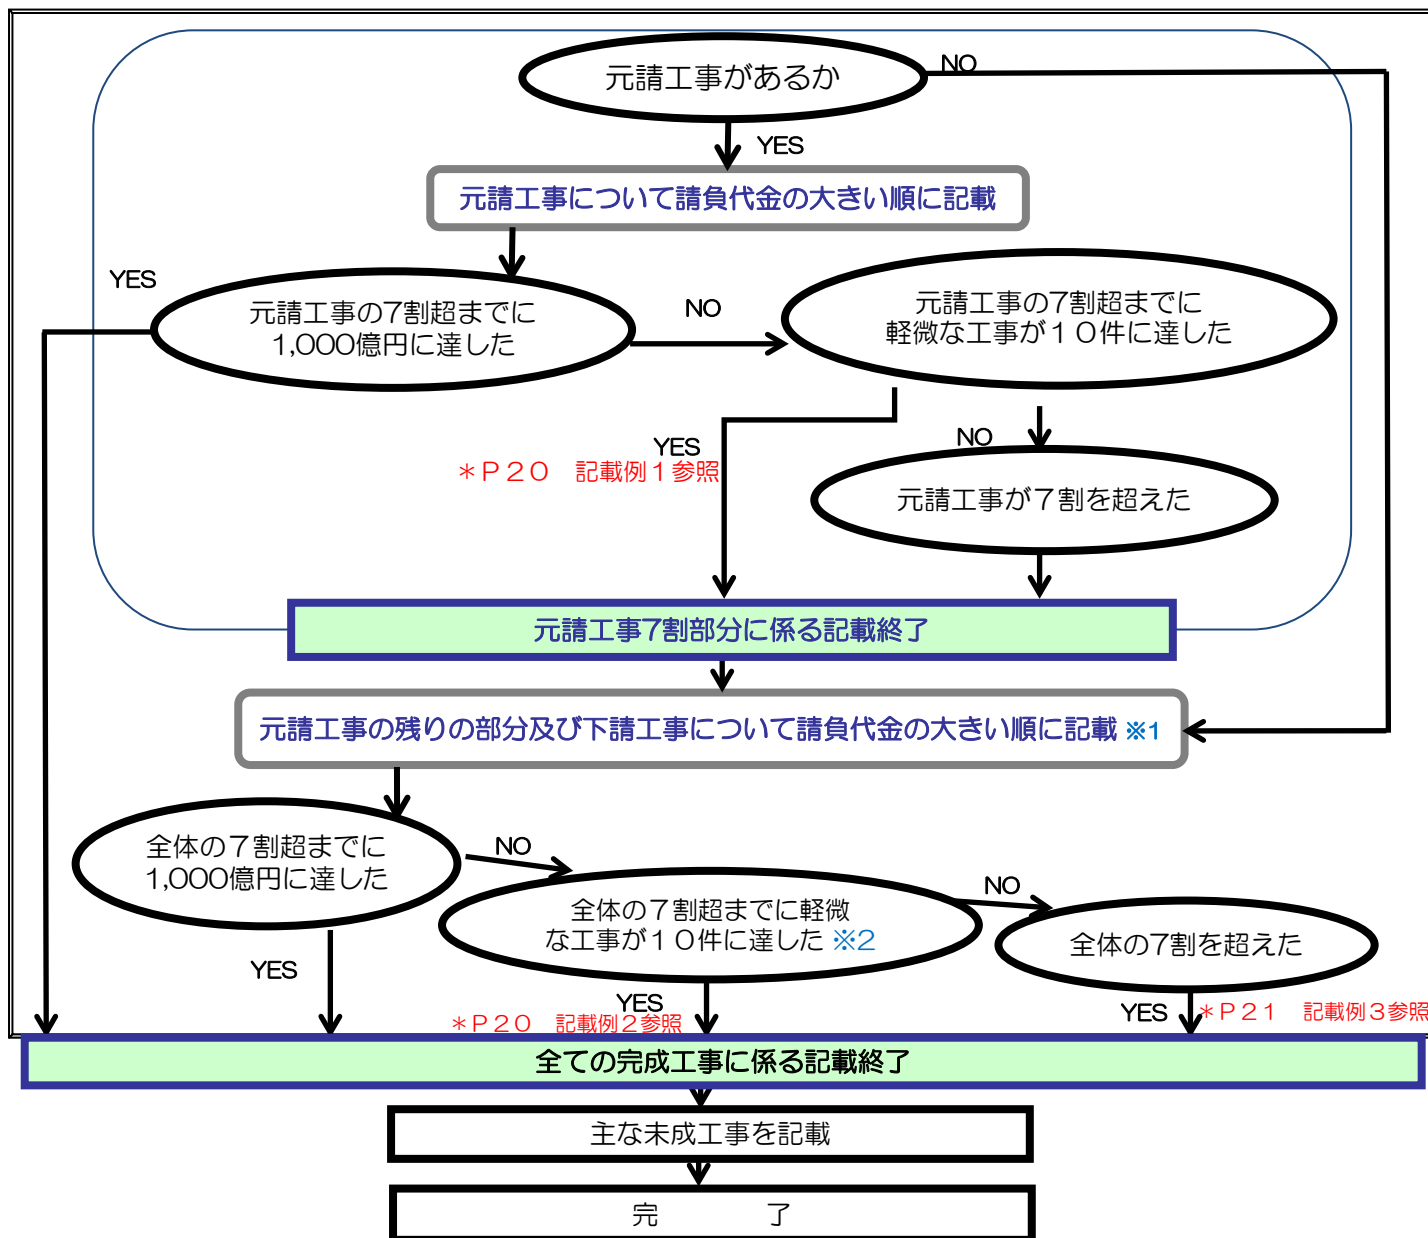 元請工事があるか
NO
YES
元請工事について請負代金の大きい順に記載
YES
元請工事の７割超までに
1,000億円に達した
NO
元請工事の７割超までに
軽微な工事が１０件に達した
YES
＊Ｐ２０　記載例１参照
NO
元請工事が７割を超えた
元請工事7割部分に係る記載終了
元請工事の残りの部分及び下請工事について請負代金の大きい順に記載 ※1
全体の７割超までに
1,000億円に達した
NO
全体の７割超までに軽微
な工事が１０件に達した ※2
NO
全体の7割を超えた
YES
YES
＊Ｐ２０　記載例２参照
YES
＊Ｐ２１　記載例３参照
全ての完成工事に係る記載終了
主な未成工事を記載
完　　　　了